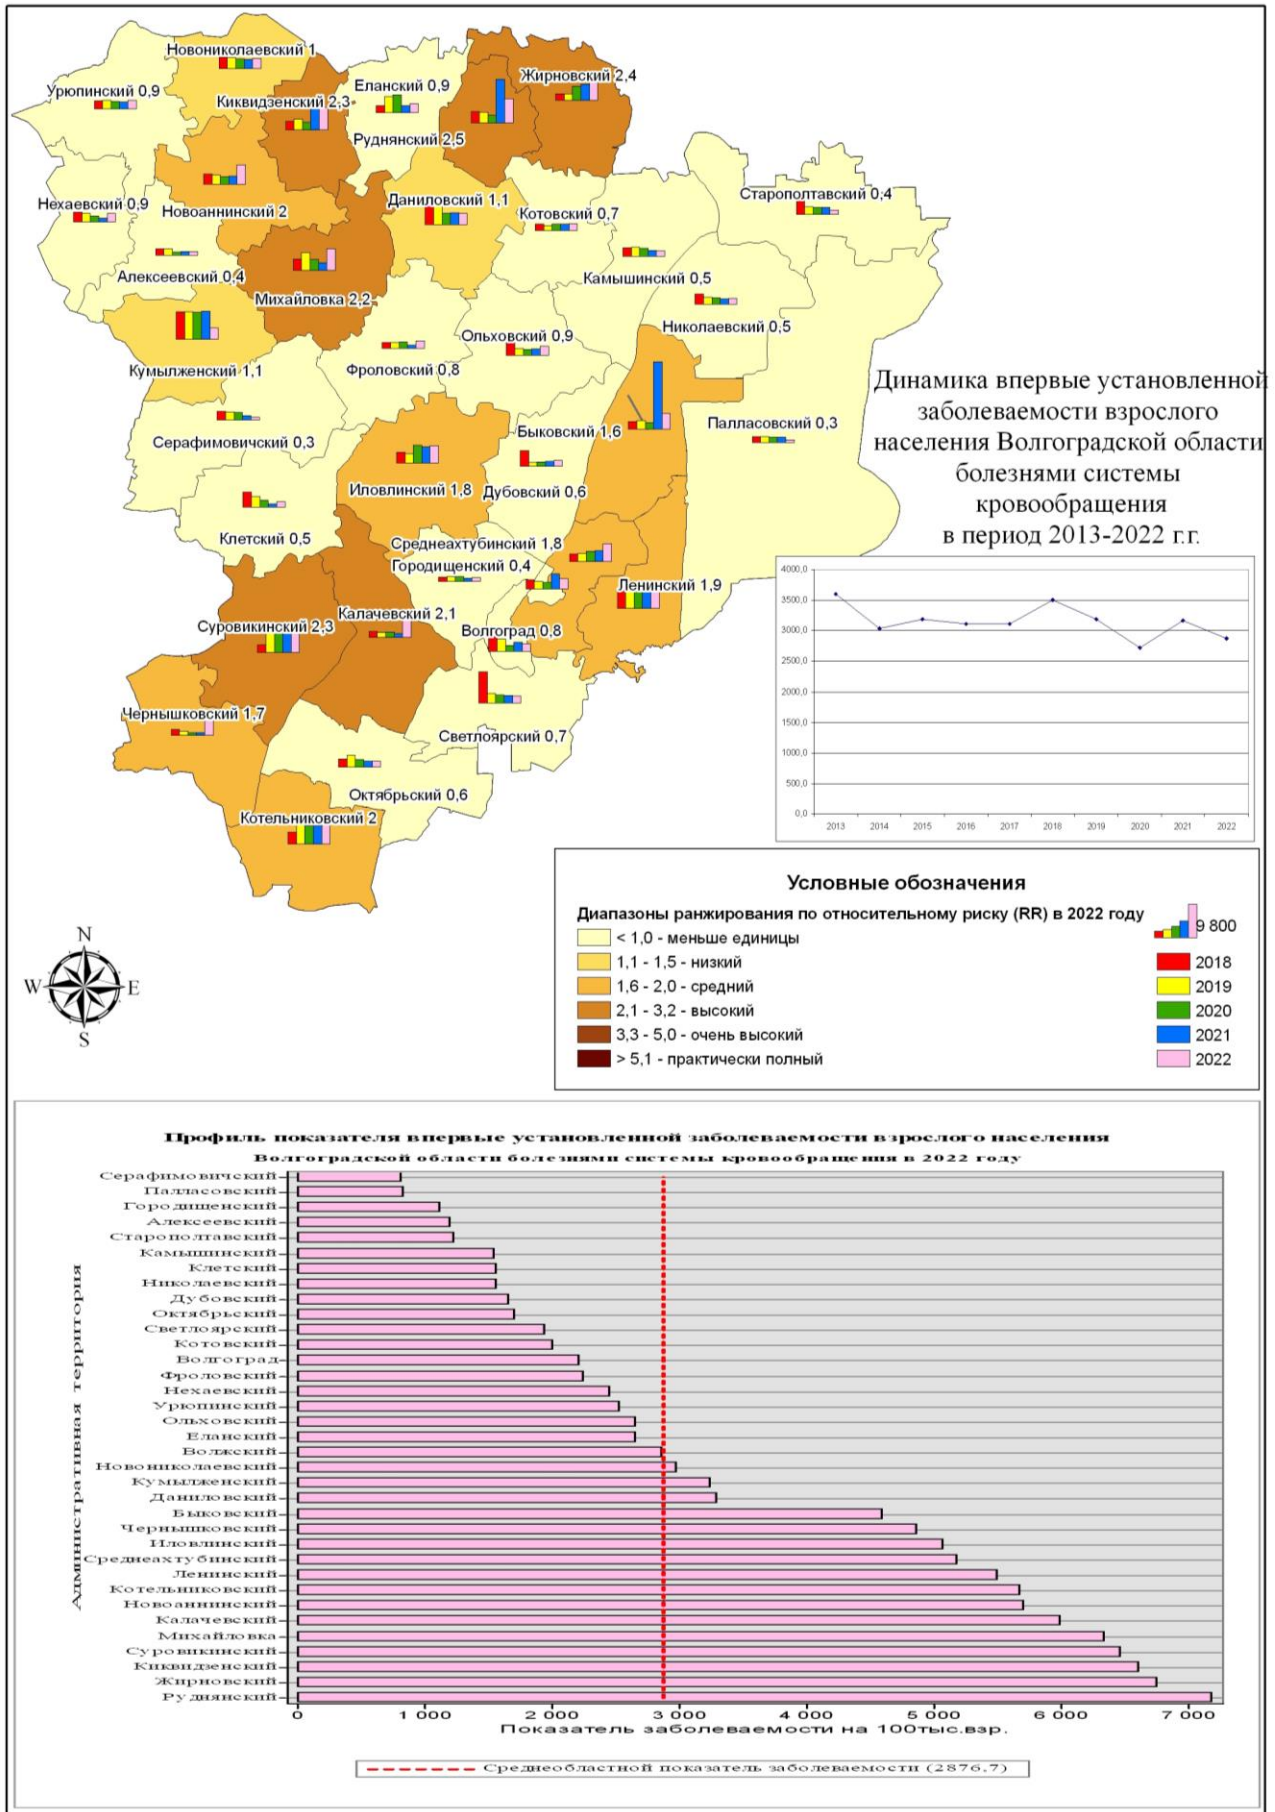 Новониколаевский 1
Урюпинский 0,9
Киквидзенский 2,3
Еланский 0,9
Жирновский 2,4
Руднянский 2,5
Нехаевский 0,9
Новоаннинский 2
Даниловский 1,1
Котовский 0,7
Старополтавский 0,4
Алексеевский 0,4
Михайловка 2,2
Камышинский 0,5
Николаевский 0,5
Ольховский 0,9
Кумылженский 1,1
Фроловский 0,8
Серафимовичский 0,3
Быковский 1,6
Палласовский 0,3
Иловлинский 1,8
Дубовский 0,6
Клетский 0,5
Среднеахтубинский 1,8
Городищенский 0,4
Ленинский 1,9
Суровикинский 2,3
Калачевский 2,1
Волгоград 0,8
Чернышковский 1,7
Светлоярский 0,7
Октябрьский 0,6
Котельниковский 2
Динамика впервые установленной
заболеваемости взрослого
населения Волгоградской области
болезнями системы
кровообращения
в период 2013-2022 г.г.
4000,0
3500,0
3000,0
2500,0
2000,0
1500,0
1000,0
500,0
0,0
2013 2014 2015 2016 2017 2018 2019 2020 2021 2022
N
W E
S
Условные обозначения
Диапазоны ранжирования по относительному риску (RR) в 2022 году
< 1,0 - меньше единицы
1,1 - 1,5 - низкий
1,6 - 2,0 - средний
2,1 - 3,2 - высокий
3,3 - 5,0 - очень высокий
> 5,1 - практически полный
9 800
2018
2019
2020
2021
2022
Профиль показателя впервые установленной заболеваемости взрослого населения
Волгоградской области болезнями системы кровообращения в 2022 году
Административная территория
Серафимовичский
Палласовский
Городищенский
Алексеевский
Старополтавский
Камышинский
Клетский
Николаевский
Дубовский
Октябрьский
Светлоярский
Котовский
Волгоград
Фроловский
Нехаевский
Урюпинский
Ольховский
Еланский
Волжский
Новониколаевский
Кумылженский
Даниловский
Быковский
Чернышковский
Иловлинский
Среднеахтубинский
Ленинский
Котельниковский
Новоаннинский
Калачевский
Михайловка
Суровикинский
Киквидзенский
Жирновский
Руднянский
0 1 000 2 000 3 000 4 000 5 000 6 000 7 000
Показатель заболеваемости на 100тыс.взр.
Среднеобластной показатель заболеваемости (2876,7)